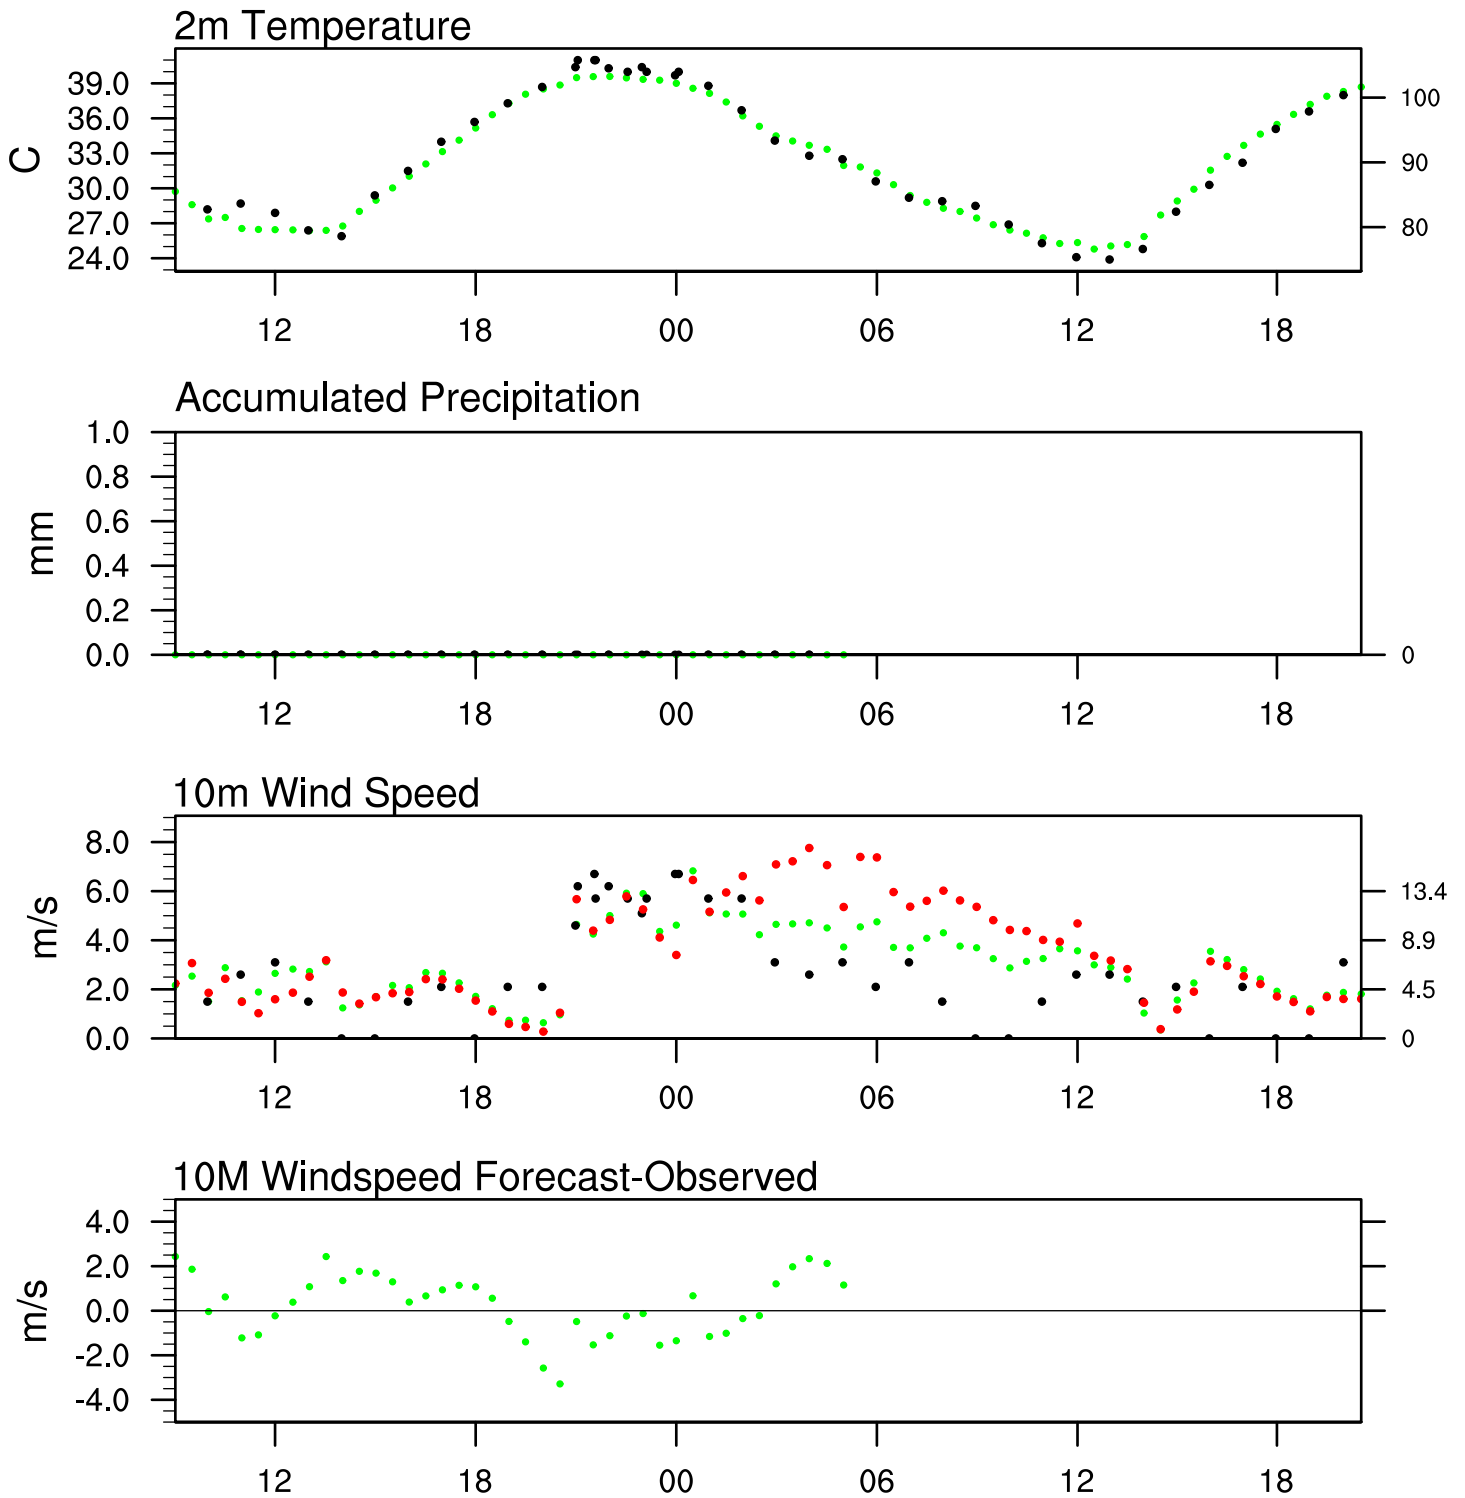 2m Temperature
39.0
36.0
33.0
30.0
27.0
24.0
C
100
90
80
12 18 00 06 12 18
Accumulated Precipitation
1.0
0.8
0.6
0.4
0.2
0.0
mm
0
12 18 00 06 12 18
10m Wind Speed
8.0
6.0
4.0
2.0
0.0
m/s
13.4
8.9
4.5
0
12 18 00 06 12 18
10M Windspeed Forecast-Observed
4.0
2.0
0.0
-2.0
-4.0
m/s
12 18 00 06 12 18